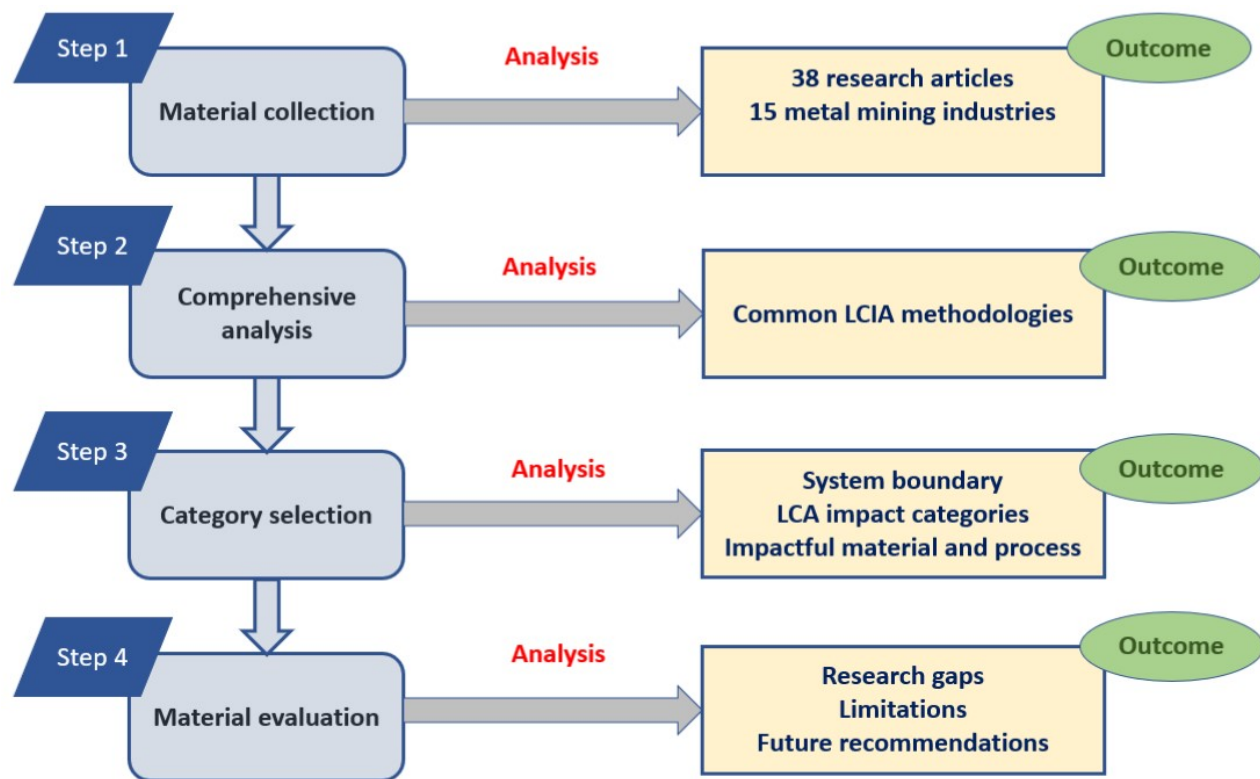 Step 1
Material collection
Analysis
38 research articles
15 metal mining industries
Outcome
Step 2
Comprehensive
analysis
Analysis
Common LCIA methodologies
Outcome
Step 3
Category selection
Analysis
System boundary
LCA impact categories
Impactful material and process
Outcome
Step 4
Material evaluation
Analysis
Research gaps
Limitations
Future recommendations
Outcome